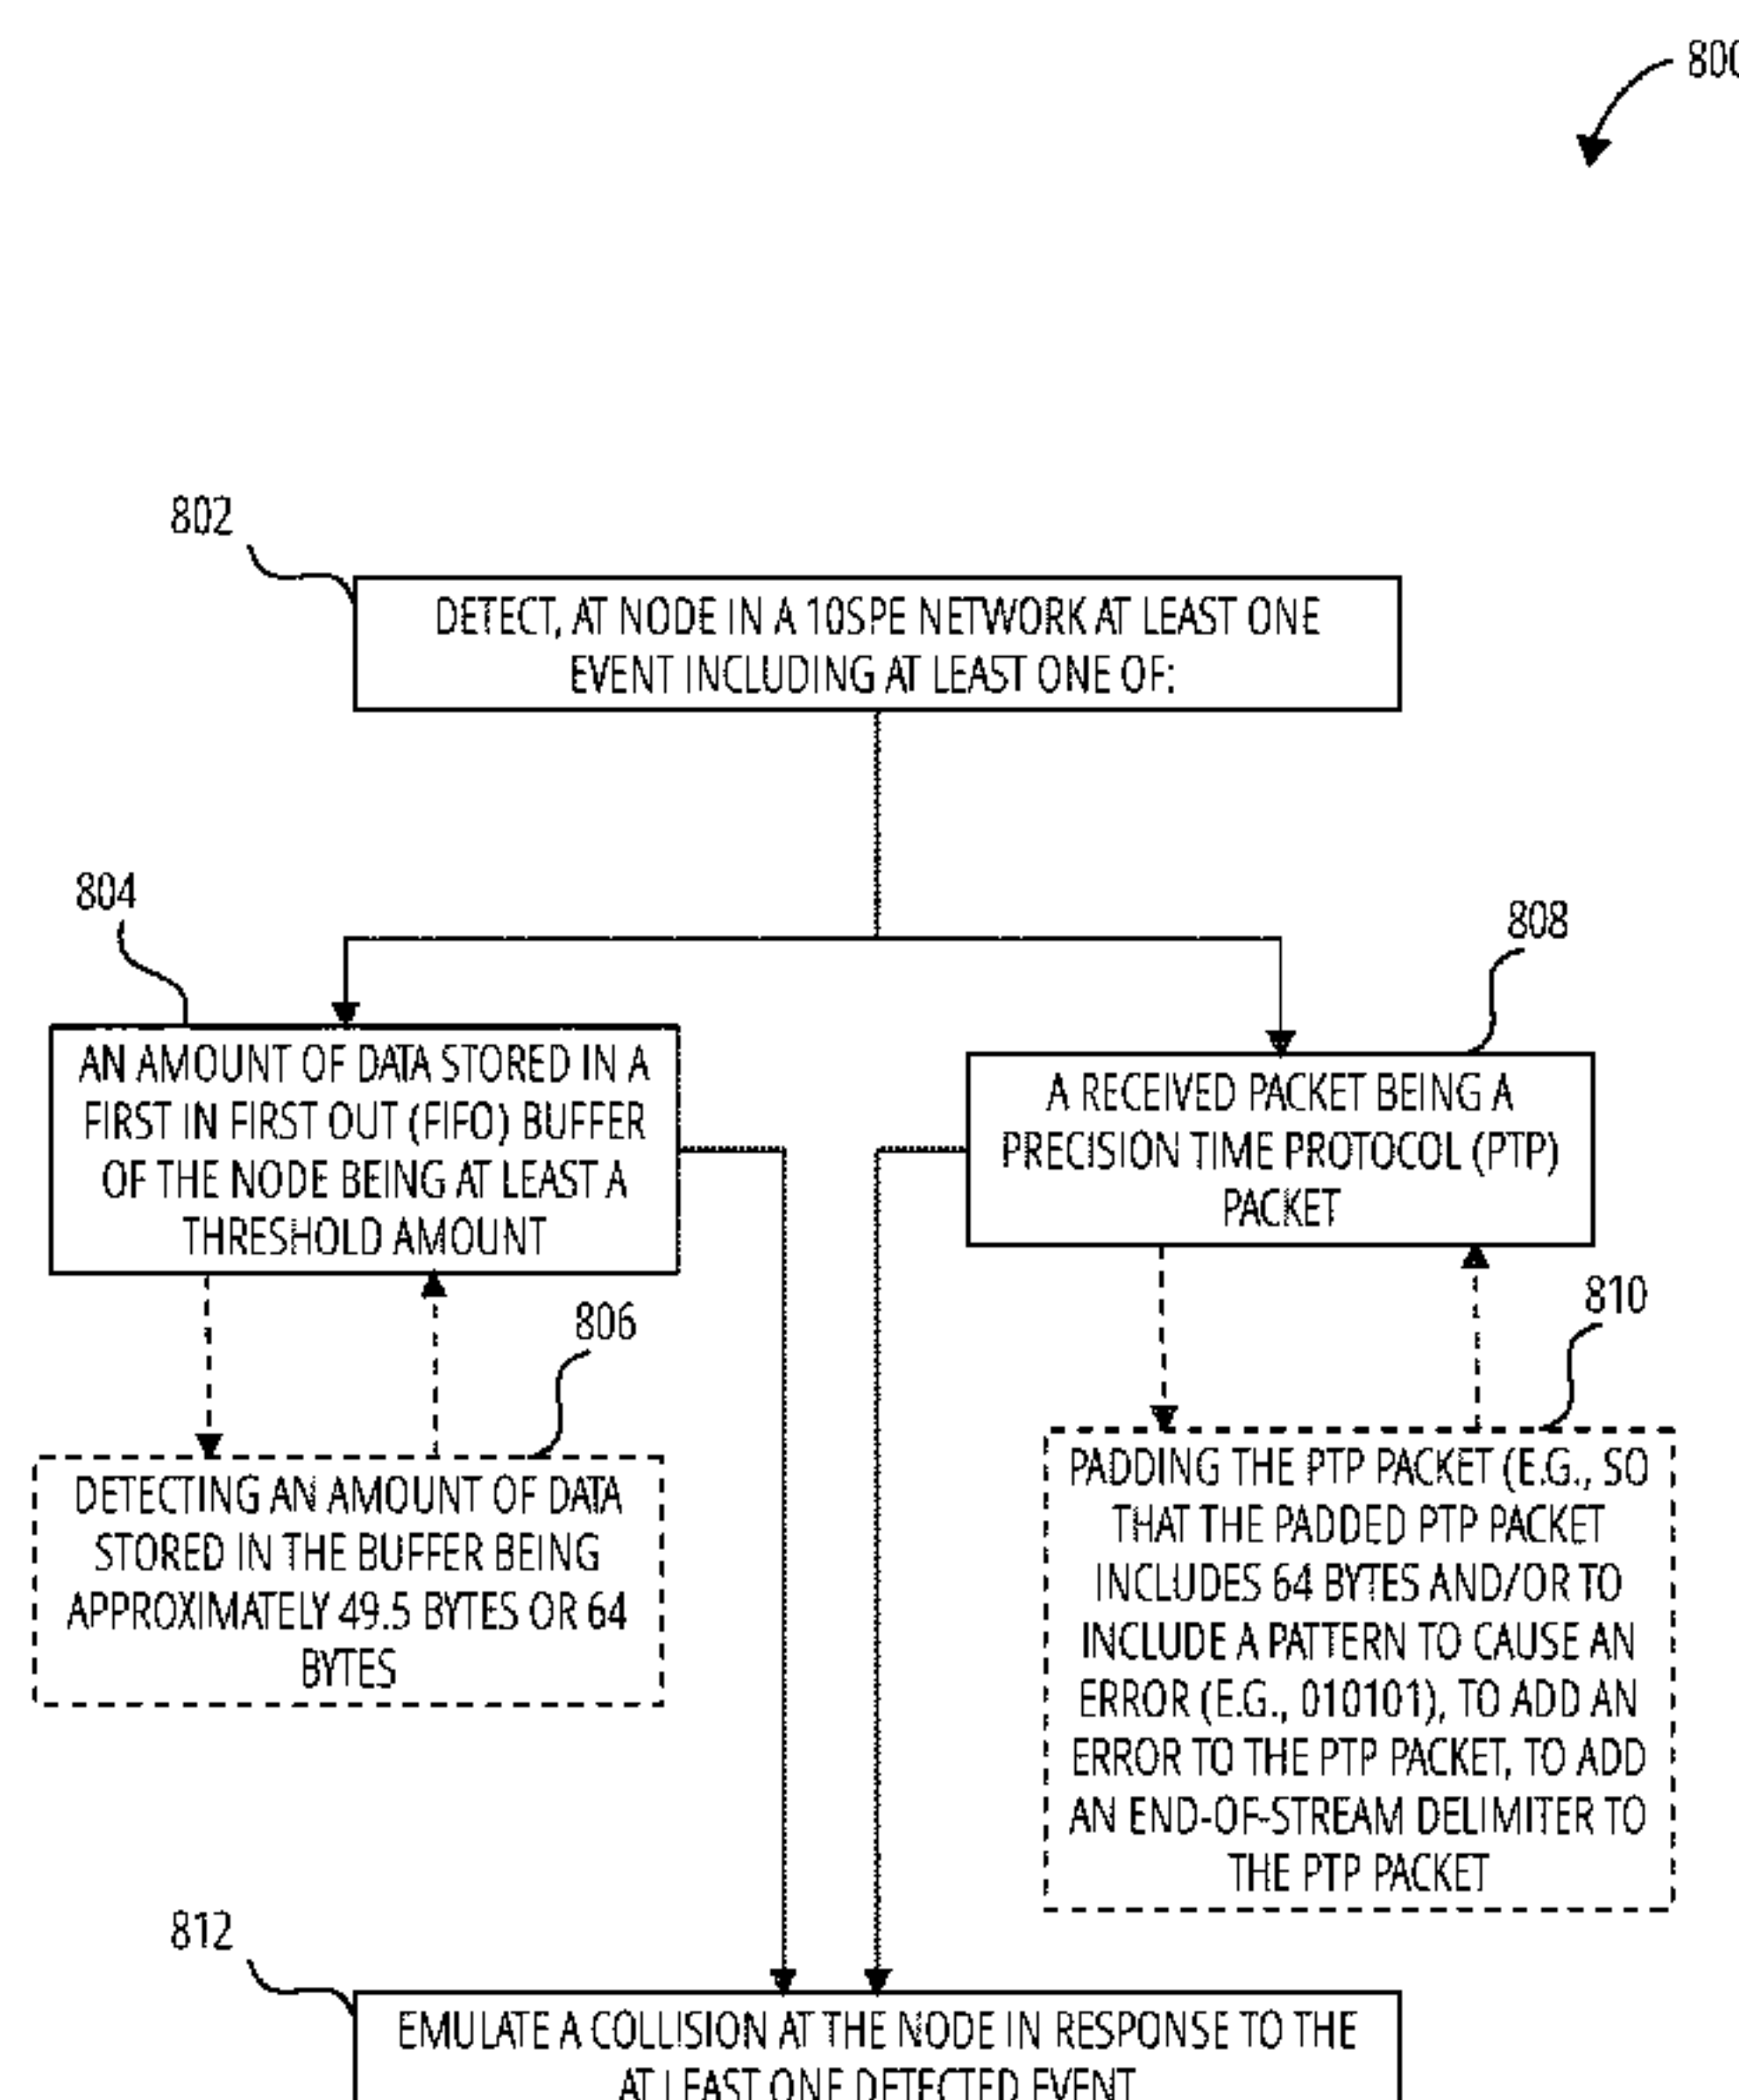 800
802
DETECT, AT NODE IN A 10SPE NETWORK AT LEAST ONE
EVENT INCLUDING AT LEAST ONE OF:
804
AN AMOUNT OF DATA STORED IN A
FIRST IN FIRST OUT (FIFO) BUFFER
OF THE NODE BEING AT LEAST A
THRESHOLD AMOUNT
808
A RECEIVED PACKET BEING A
PRECISION TIME PROTOCOL (PTP)
PACKET
806
DETECTING AN AMOUNT OF DATA
STORED IN THE BUFFER BEING
APPROXIMATELY 49.5 BYTES OR 64
BYTES
810
PADDING THE PTP PACKET (E.G., SO
THAT THE PADDED PTP PACKET
INCLUDES 64 BYTES AND/OR TO
INCLUDE A PATTERN TO CAUSE AN
ERROR (E.G., 010101), TO ADD AN
ERROR TO THE PTP PACKET, TO ADD
AN END-OF-STREAM DELIMITER TO
THE PTP PACKET
812
EMULATE A COLLISION AT THE NODE IN RESPONSE TO THE
AT LEAST ONE DETECTED EVENT